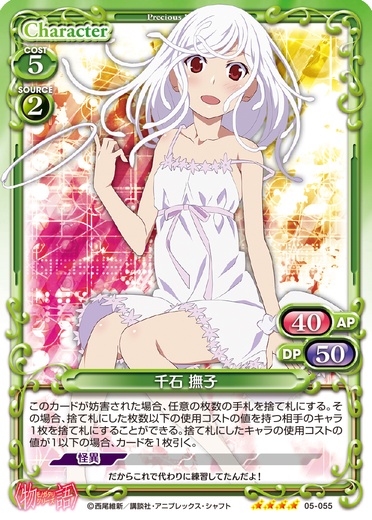 Precious
Character
COST
5
SOURCE
2
40 AP
DP 50
千石 撫子
このカードが妨害された場合、任意の枚数の手札を捨て札にする。そ
の場合、捨て札にした枚数以下の使用コストの値を持つ相手のキャラ
1枚を捨て札にすることができる。捨て札にしたキャラの使用コストの
値が1以下の場合、カードを1枚引く。
怪異
だからこれで代わりに練習してたんだよ!
物語
©西尾維新/講談社・アニプレックス・シャフト
05-055